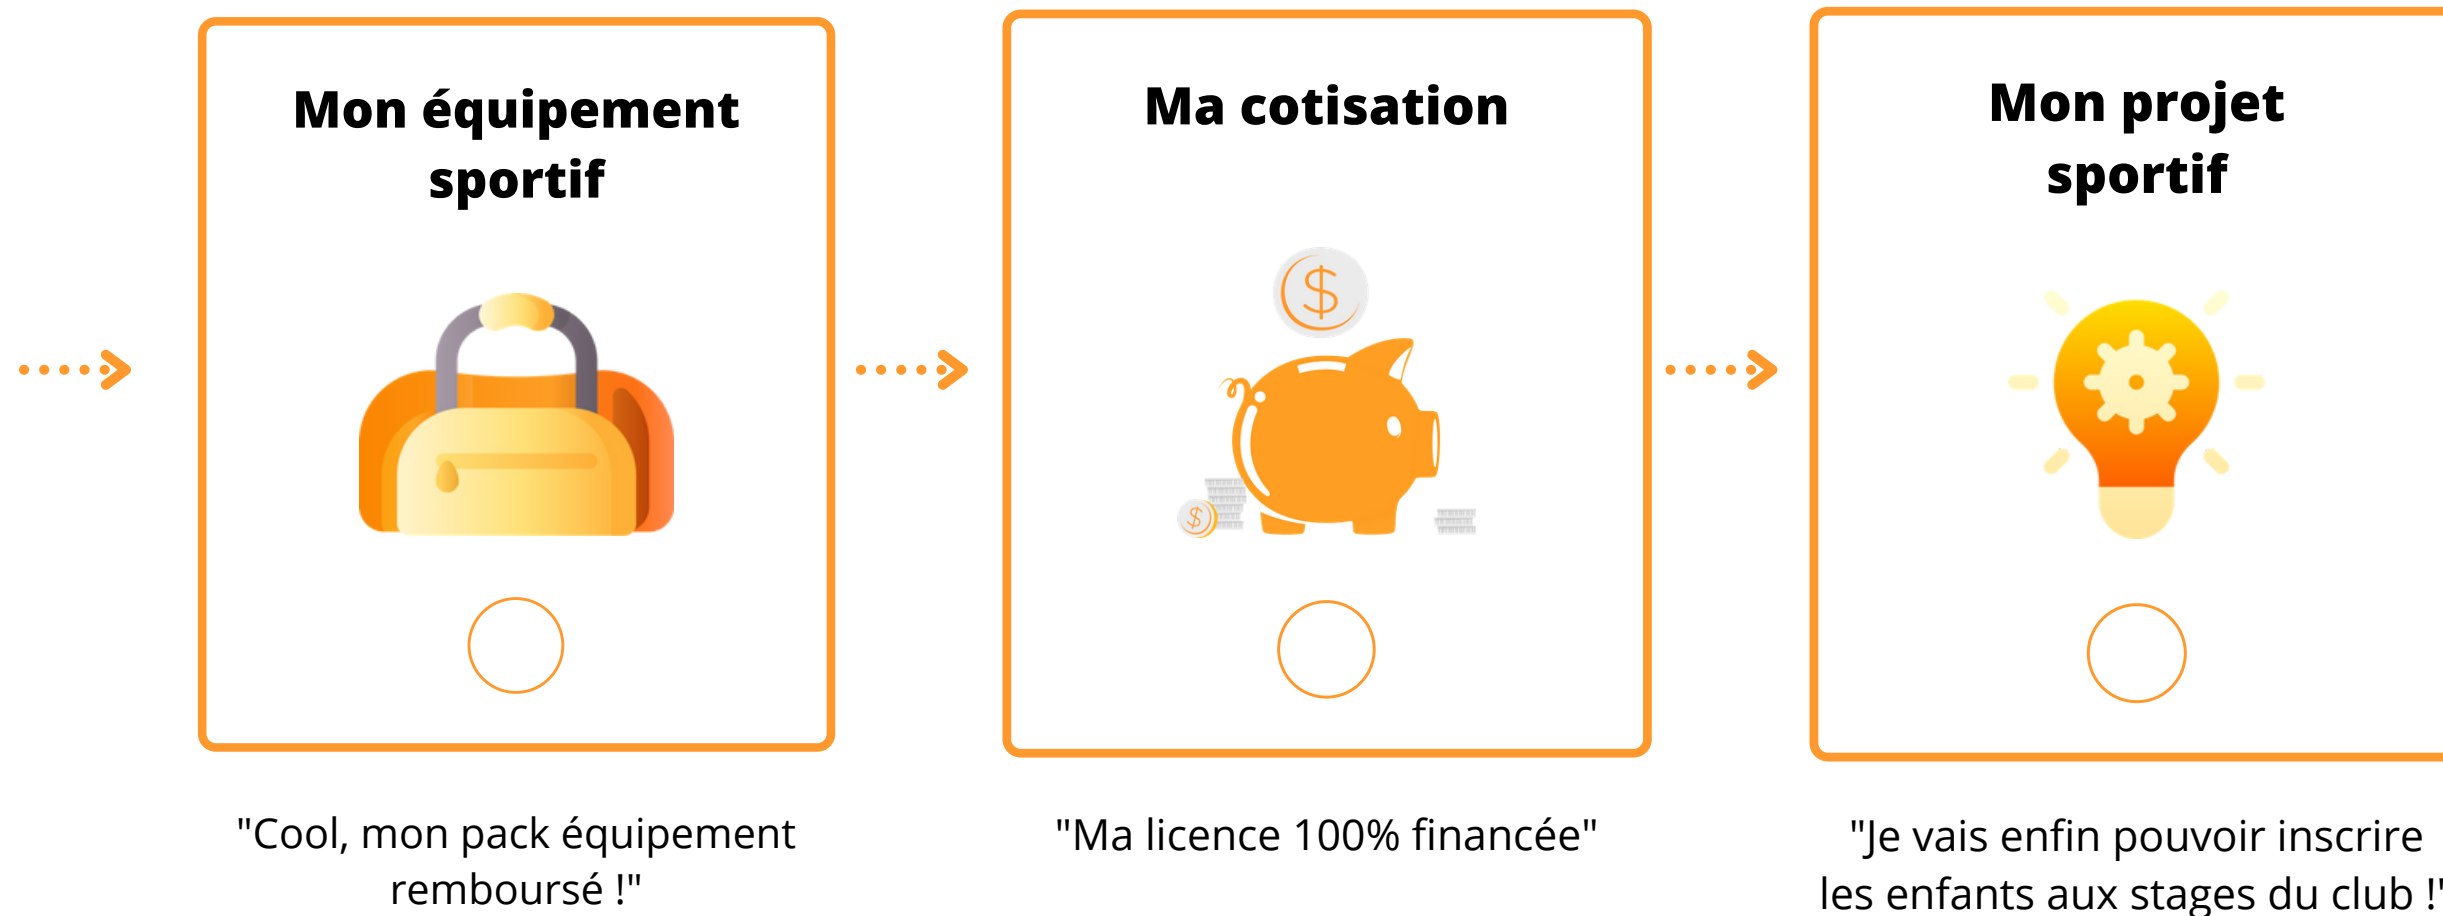 Mon équipement
sportif
"Cool, mon pack équipement
remboursé !"
Ma cotisation
$
$
"Ma licence 100% financée"
Mon projet
sportif
"Je vais enfin pouvoir inscrire
les enfants aux stages du club !"